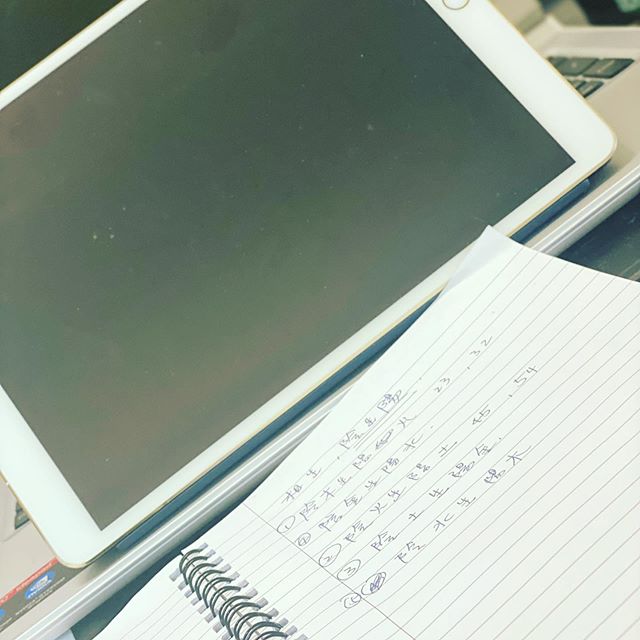 相生，陰生陽．
① 陰木生陽火 23 , 32
④ 陰金生陽水．
② 陰火生陽土 45 , 54
③ 陰土生陽金．
⑤ 陰水生陽木